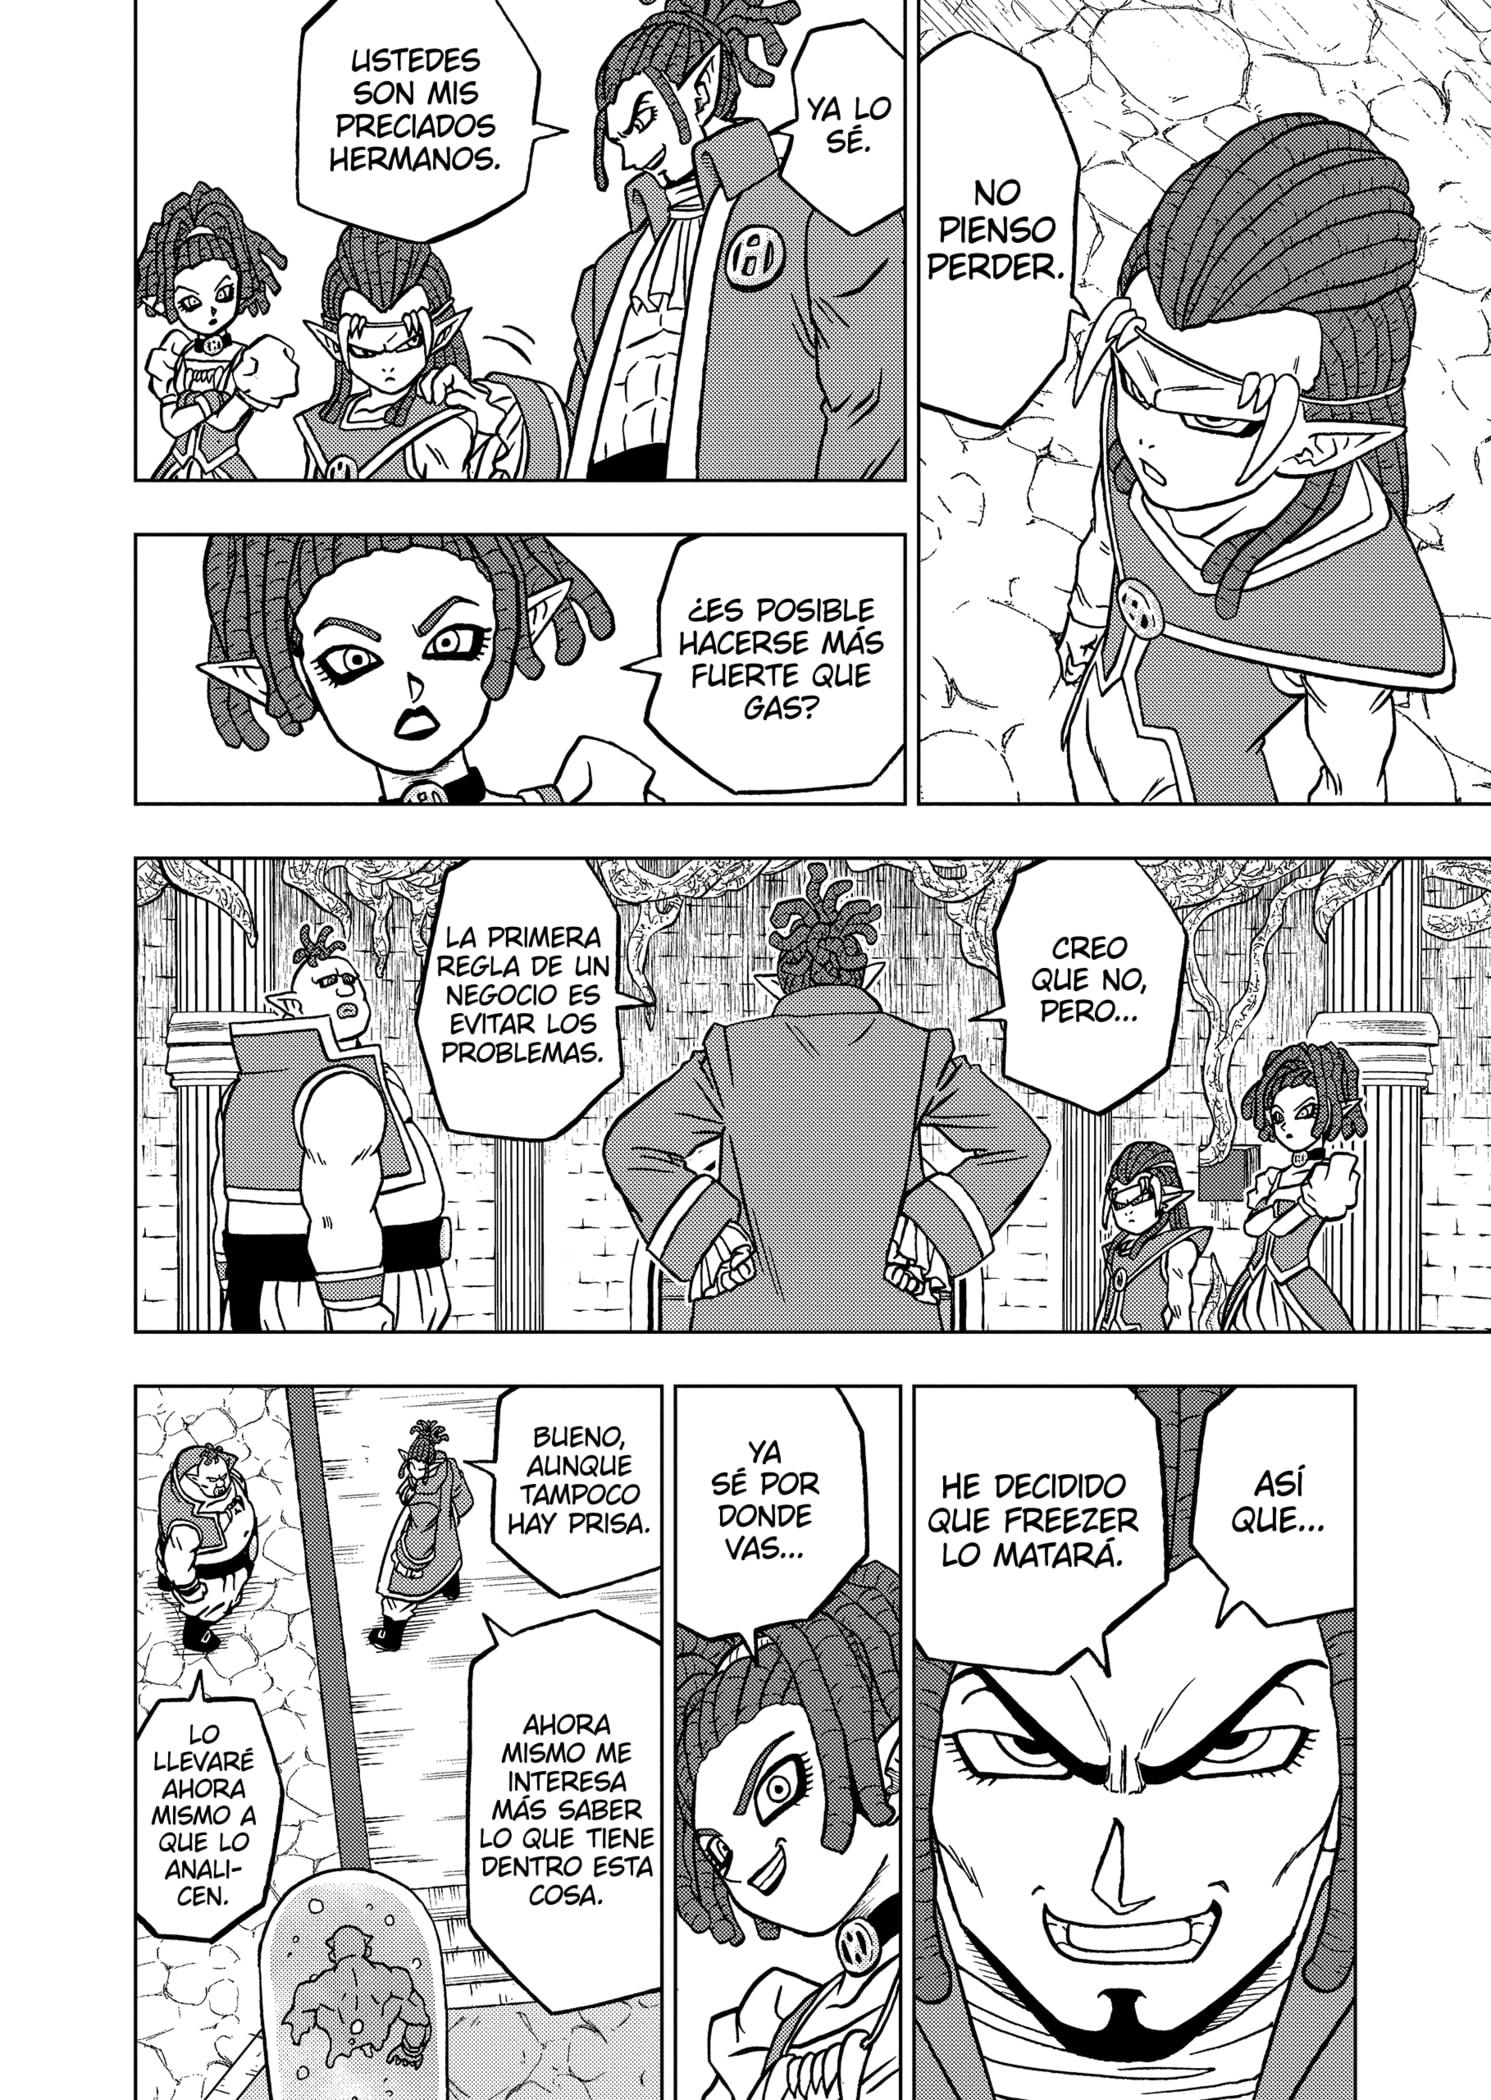 NO
PIENSO
PERDER.
YA LO
SÉ.
USTEDES
SON MIS
PRECIADOS
HERMANOS.
¿ES POSIBLE
HACERSE MÁS
FUERTE QUE
GAS?
CREO
QUE NO,
PERO...
LA PRIMERA
REGLA DE UN
NEGOCIO ES
EVITAR LOS
PROBLEMAS.
ASÍ
QUE...
HE DECIDIDO
QUE FREEZER
LO MATARÁ.
YA
SÉ POR
DONDE
VAS...
BUENO,
AUNQUE
TAMPOCO
HAY PRISA.
AHORA
MISMO ME
INTERESA
MÁS SABER
LO QUE TIENE
DENTRO ESTA
COSA.
LO
LLEVARÉ
AHORA
MISMO A
QUE LO
ANALI-
CEN.